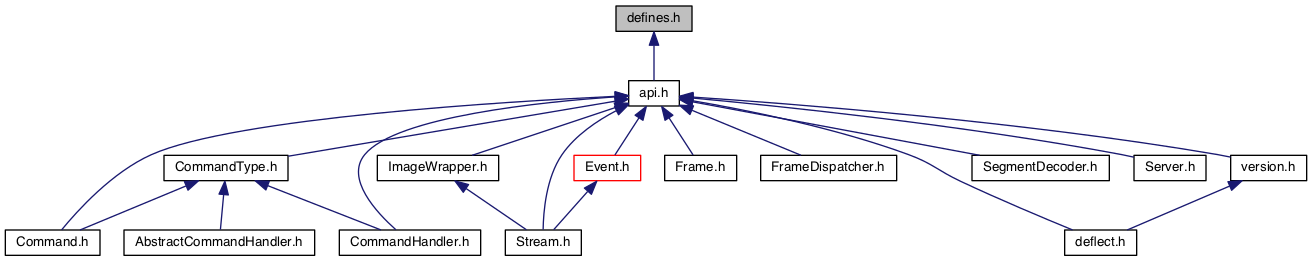 defines.h
api.h
CommandType.h
ImageWrapper.h
Event.h
Frame.h
FrameDispatcher.h
SegmentDecoder.h
Server.h
version.h
Command.h
AbstractCommandHandler.h
CommandHandler.h
Stream.h
deflect.h